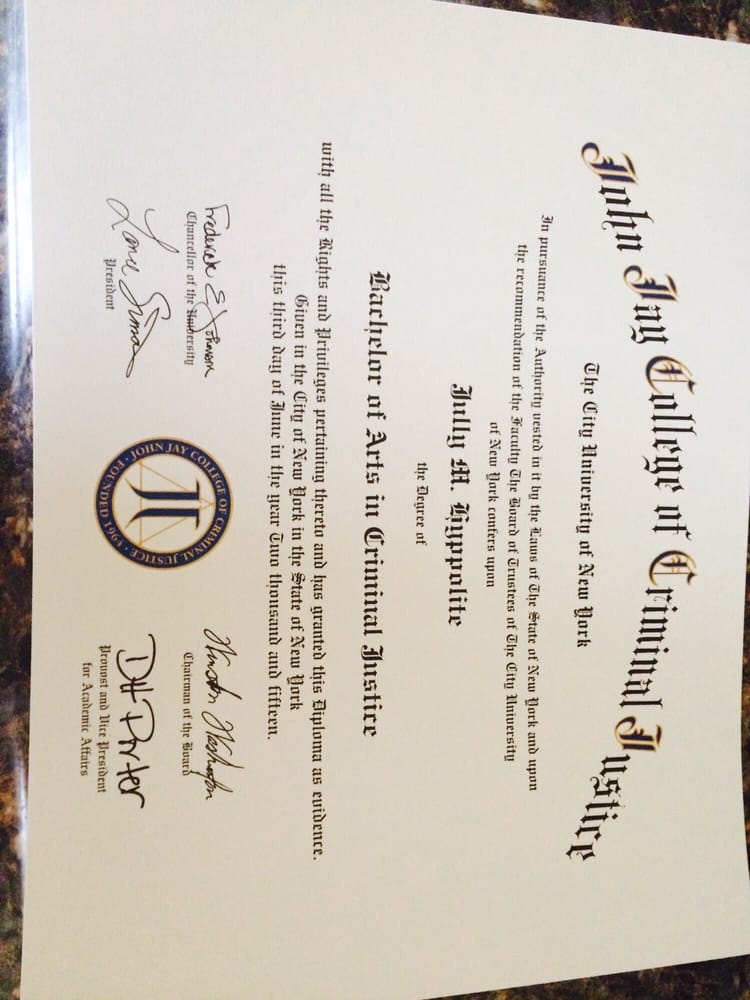 John Jay College of Criminal Justice
The City University of New York
In pursuance of the Authority vested in it by the Laws of The State of New York and upon
the recommendation of the Faculty The Board of Trustees of The City University
of New York confers upon
Jully M. Hyppolite
the Degree of
Bachelor of Arts in Criminal Justice
with all the Rights and Privileges pertaining thereto and has granted this Diploma as evidence.
Given in the City of New York in the State of New York
this third day of June in the year Two thousand and fifteen.
Chancellor of the University
President
JOHN JAY COLLEGE OF CRIMINAL JUSTICE
FOUNDED 1964
JJ
Chairman of the Board
Provost and Vice President
for Academic Affairs